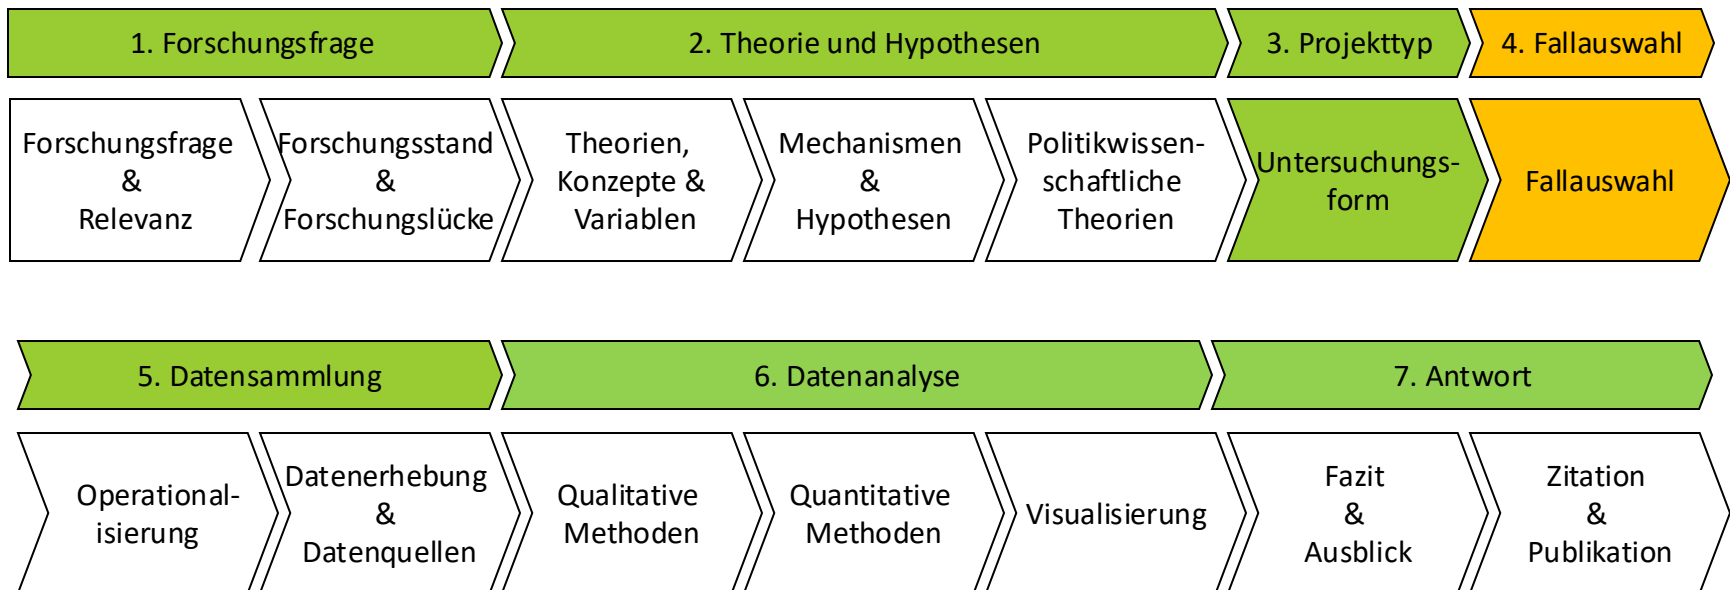 1. Forschungsfrage
2. Theorie und Hypothesen
3. Projekttyp
4. Fallauswahl
Forschungsfrage
&
Relevanz
Forschungsstand
&
Forschungslücke
Theorien,
Konzepte &
Variablen
Mechanismen
&
Hypothesen
Politikwissen-
schaftliche
Theorien
Untersuchungs-
form
Fallauswahl
5. Datensammlung
6. Datenanalyse
7. Antwort
Operational-
isierung
Datenerhebung
&
Datenquellen
Qualitative
Methoden
Quantitative
Methoden
Visualisierung
Fazit
&
Ausblick
Zitation
&
Publikation